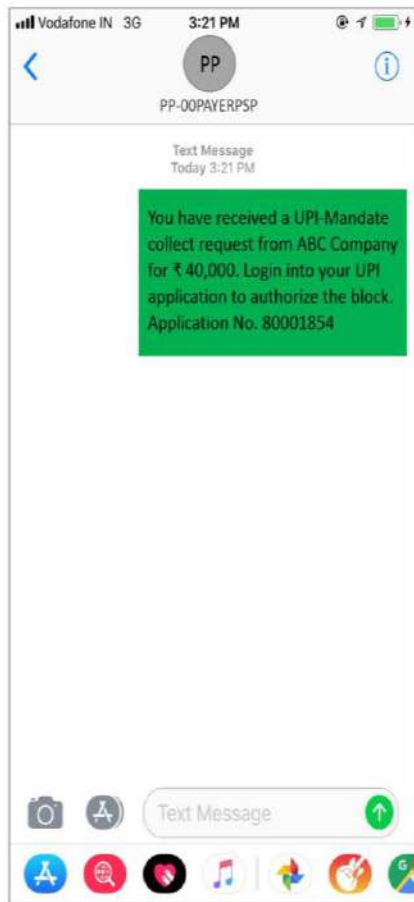 Vodafone IN 3G 3:21 PM
PP
PP-00PAYERPSP
Text Message
Today 3:21 PM
You have received a UPI-Mandate
collect request from ABC Company
for ₹ 40,000. Login into your UPI
application to authorize the block.
Application No. 80001854
Text Message